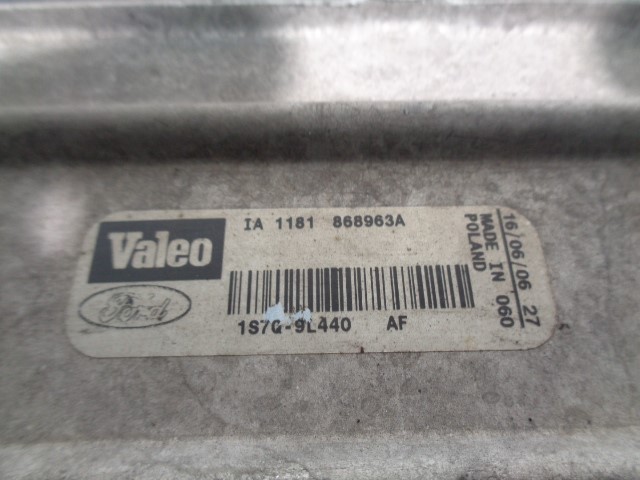 Valeo
IA 1181 868963A
Ford
1S7G-9L440 AF
16/06/06 27
MADE IN 060
POLAND